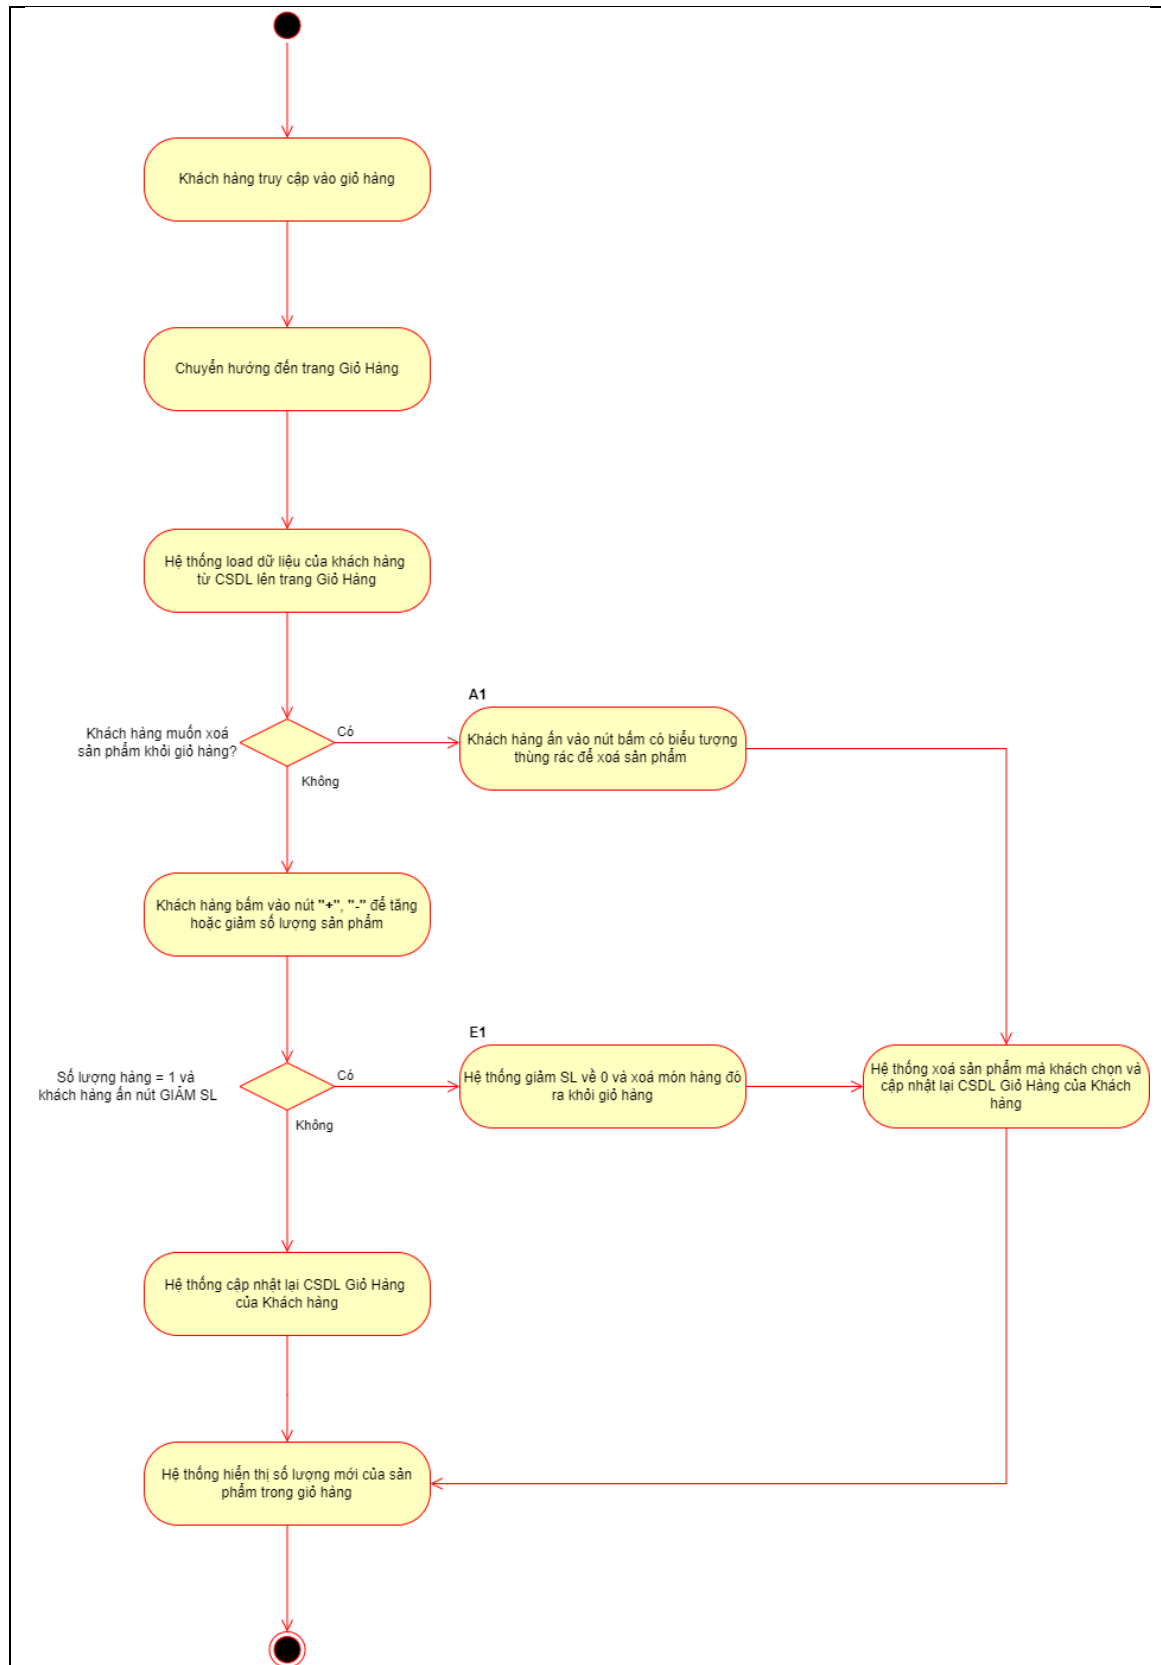 Khách hàng truy cập vào giỏ hàng
Chuyển hướng đến trang Giỏ Hàng
Hệ thống load dữ liệu của khách hàng
từ CSDL lên trang Giỏ Hàng
Khách hàng muốn xoá
sản phẩm khỏi giỏ hàng?
Có
Không
A1
Khách hàng ấn vào nút bấm có biểu tượng
thùng rác để xoá sản phẩm
Khách hàng bấm vào nút "+", "-" để tăng
hoặc giảm số lượng sản phẩm
Số lượng hàng = 1 và
khách hàng ấn nút GIẢM SL
Có
Không
E1
Hệ thống giảm SL về 0 và xoá món hàng đó
ra khỏi giỏ hàng
Hệ thống xoá sản phẩm mà khách chọn và
cập nhật lại CSDL Giỏ Hàng của Khách
hàng
Hệ thống cập nhật lại CSDL Giỏ Hàng
của Khách hàng
Hệ thống hiển thị số lượng mới của sản
phẩm trong giỏ hàng